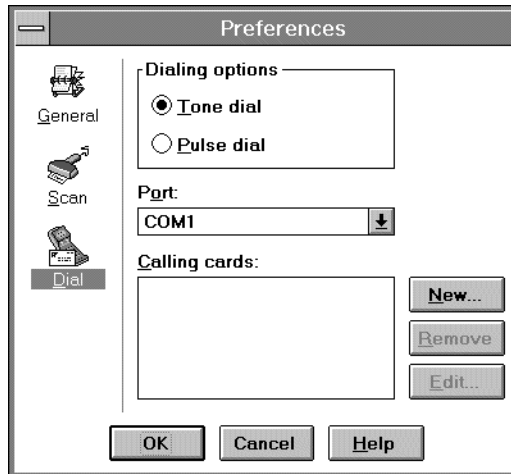 Preferences
General
Scan
Dial
Dialing options
Tone dial
Pulse dial
Port:
COM1
Calling cards:
New...
Remove
Edit...
OK
Cancel
Help